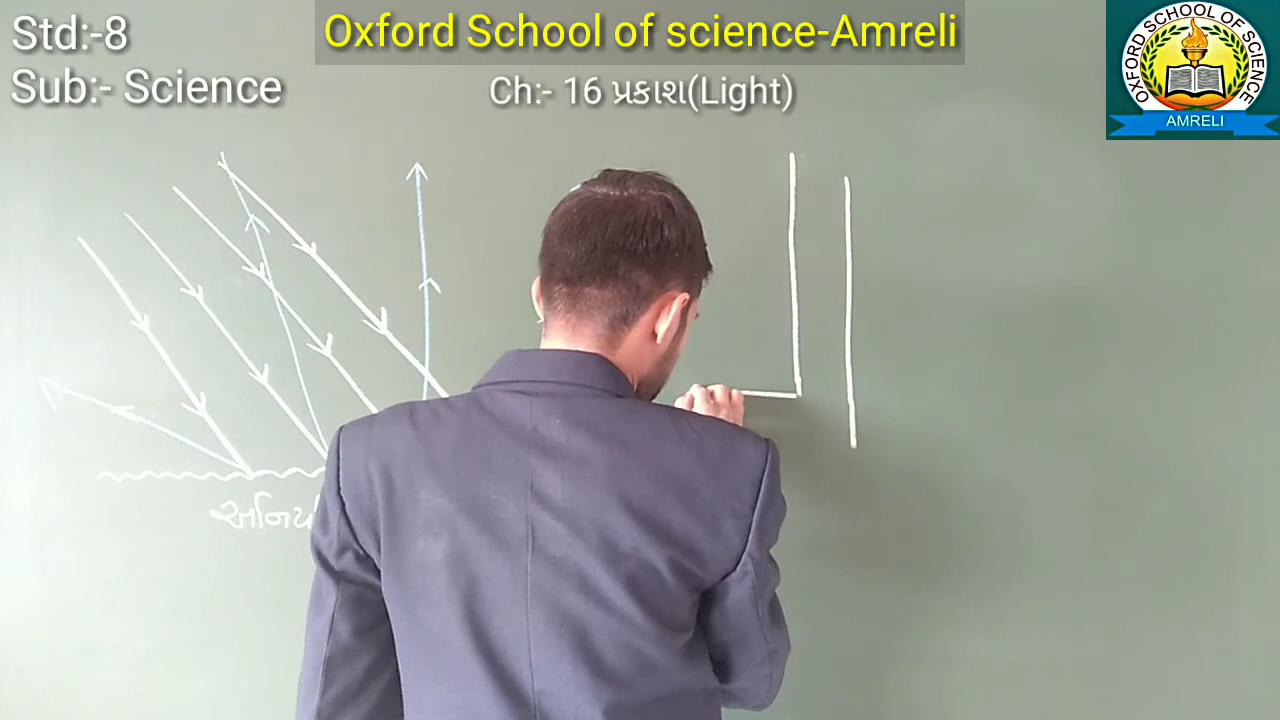 Std:-8
Oxford School of science-Amreli
Sub:- Science
Ch:- 16 પ્રકાશ(Light)
OXFORD SCHOOL OF SCIENCE
AMRELI